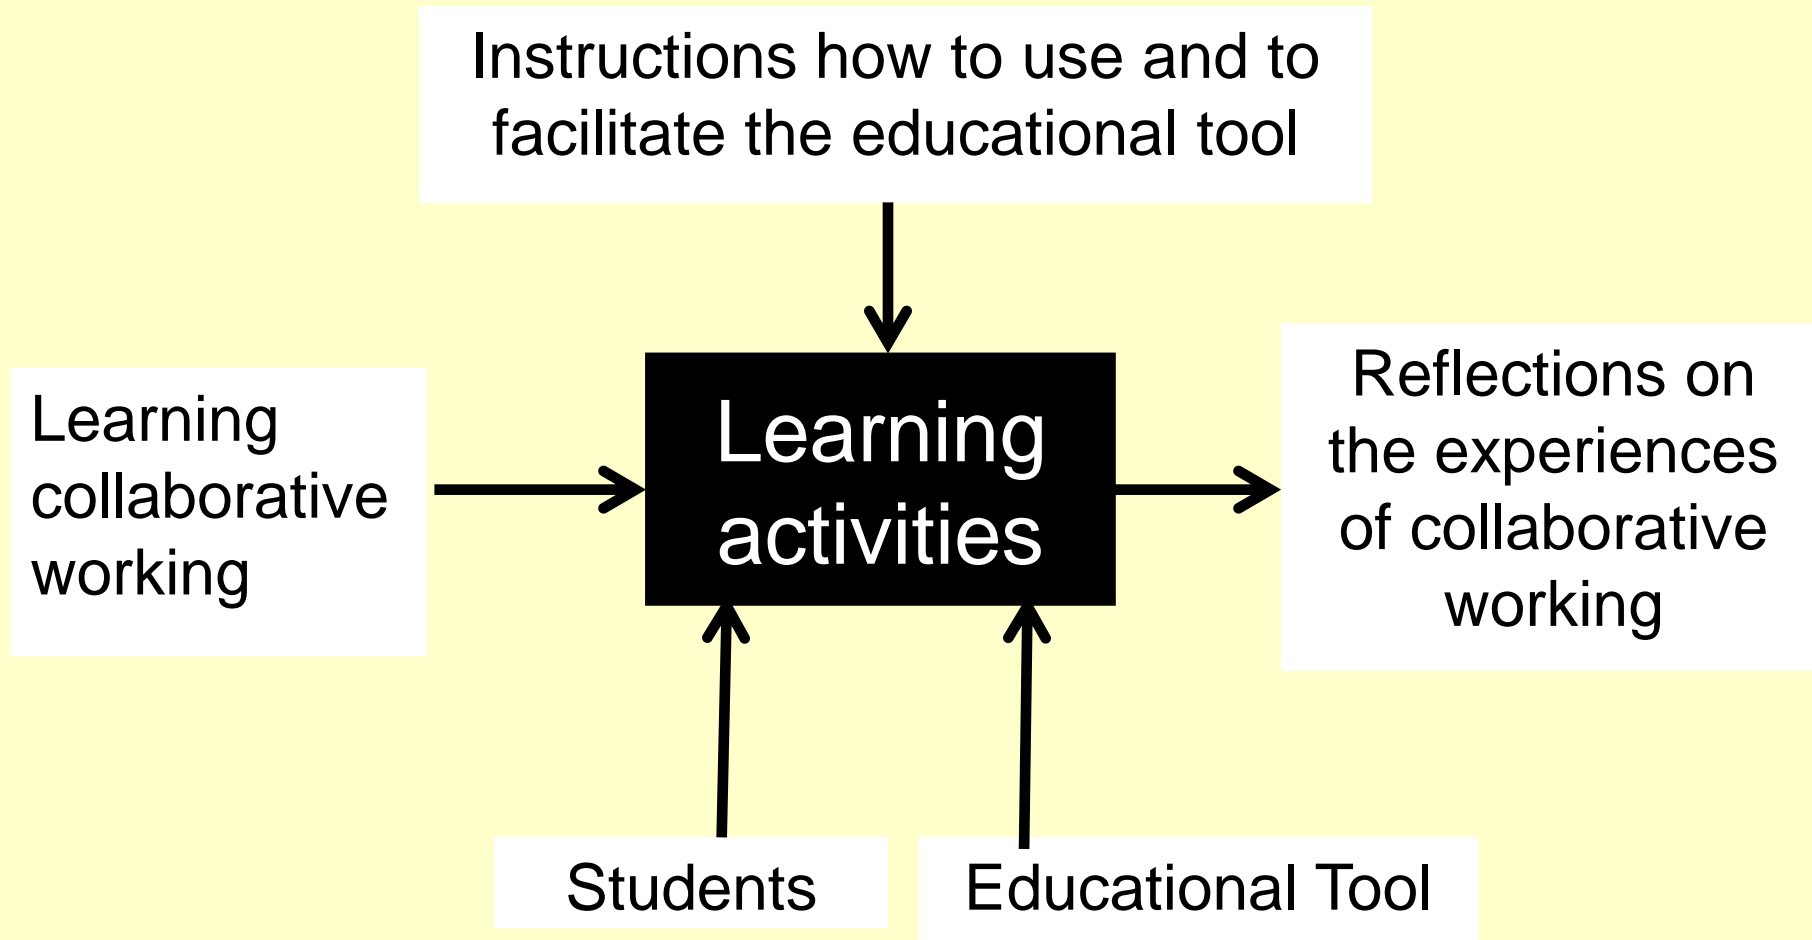 Instructions how to use and to
facilitate the educational tool
Learning
collaborative
working
Learning
activities
Reflections on
the experiences
of collaborative
working
Students
Educational Tool